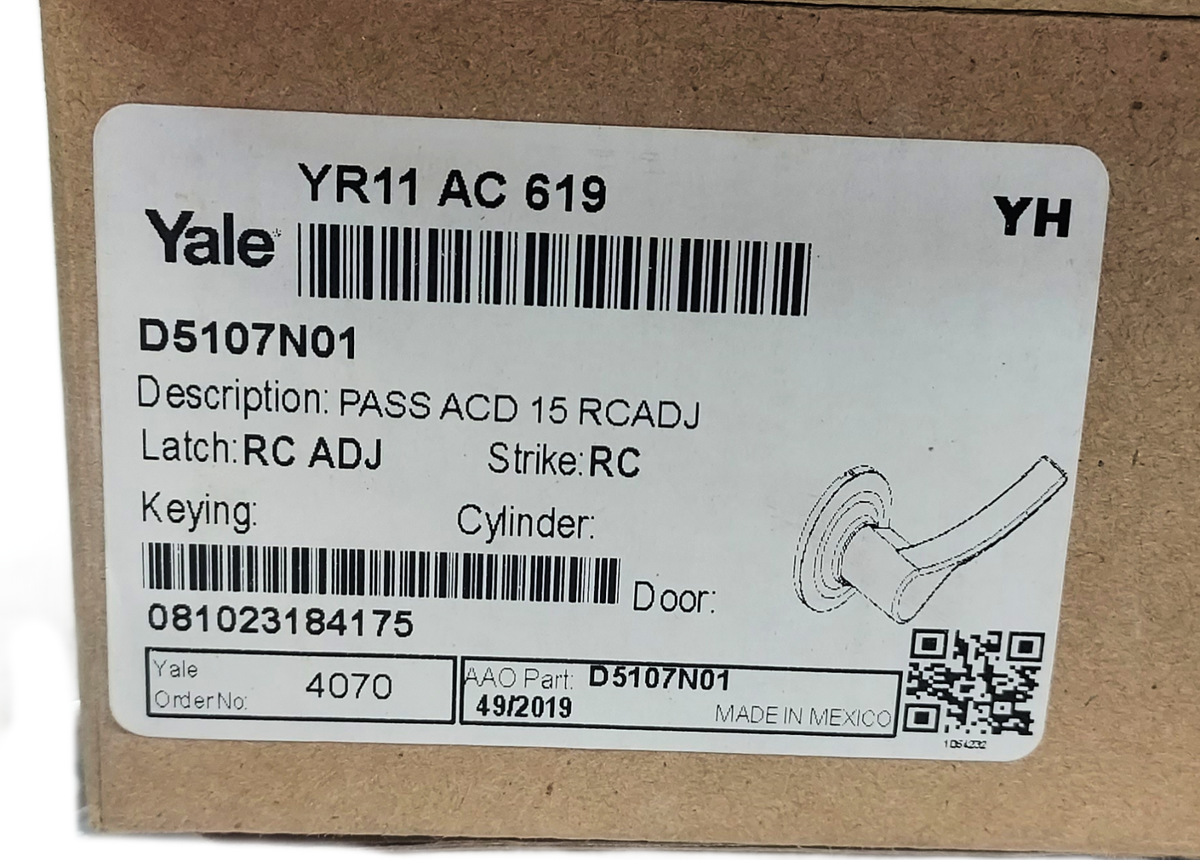 YR11 AC 619
Yale
YH
D5107N01
Description: PASS ACD 15 RCADJ
Latch: RC ADJ Strike: RC
Keying: Cylinder:
Door:
081023184175
Yale
Order No: 4070
AAO Part: D5107N01
49/2019
MADE IN MEXICO